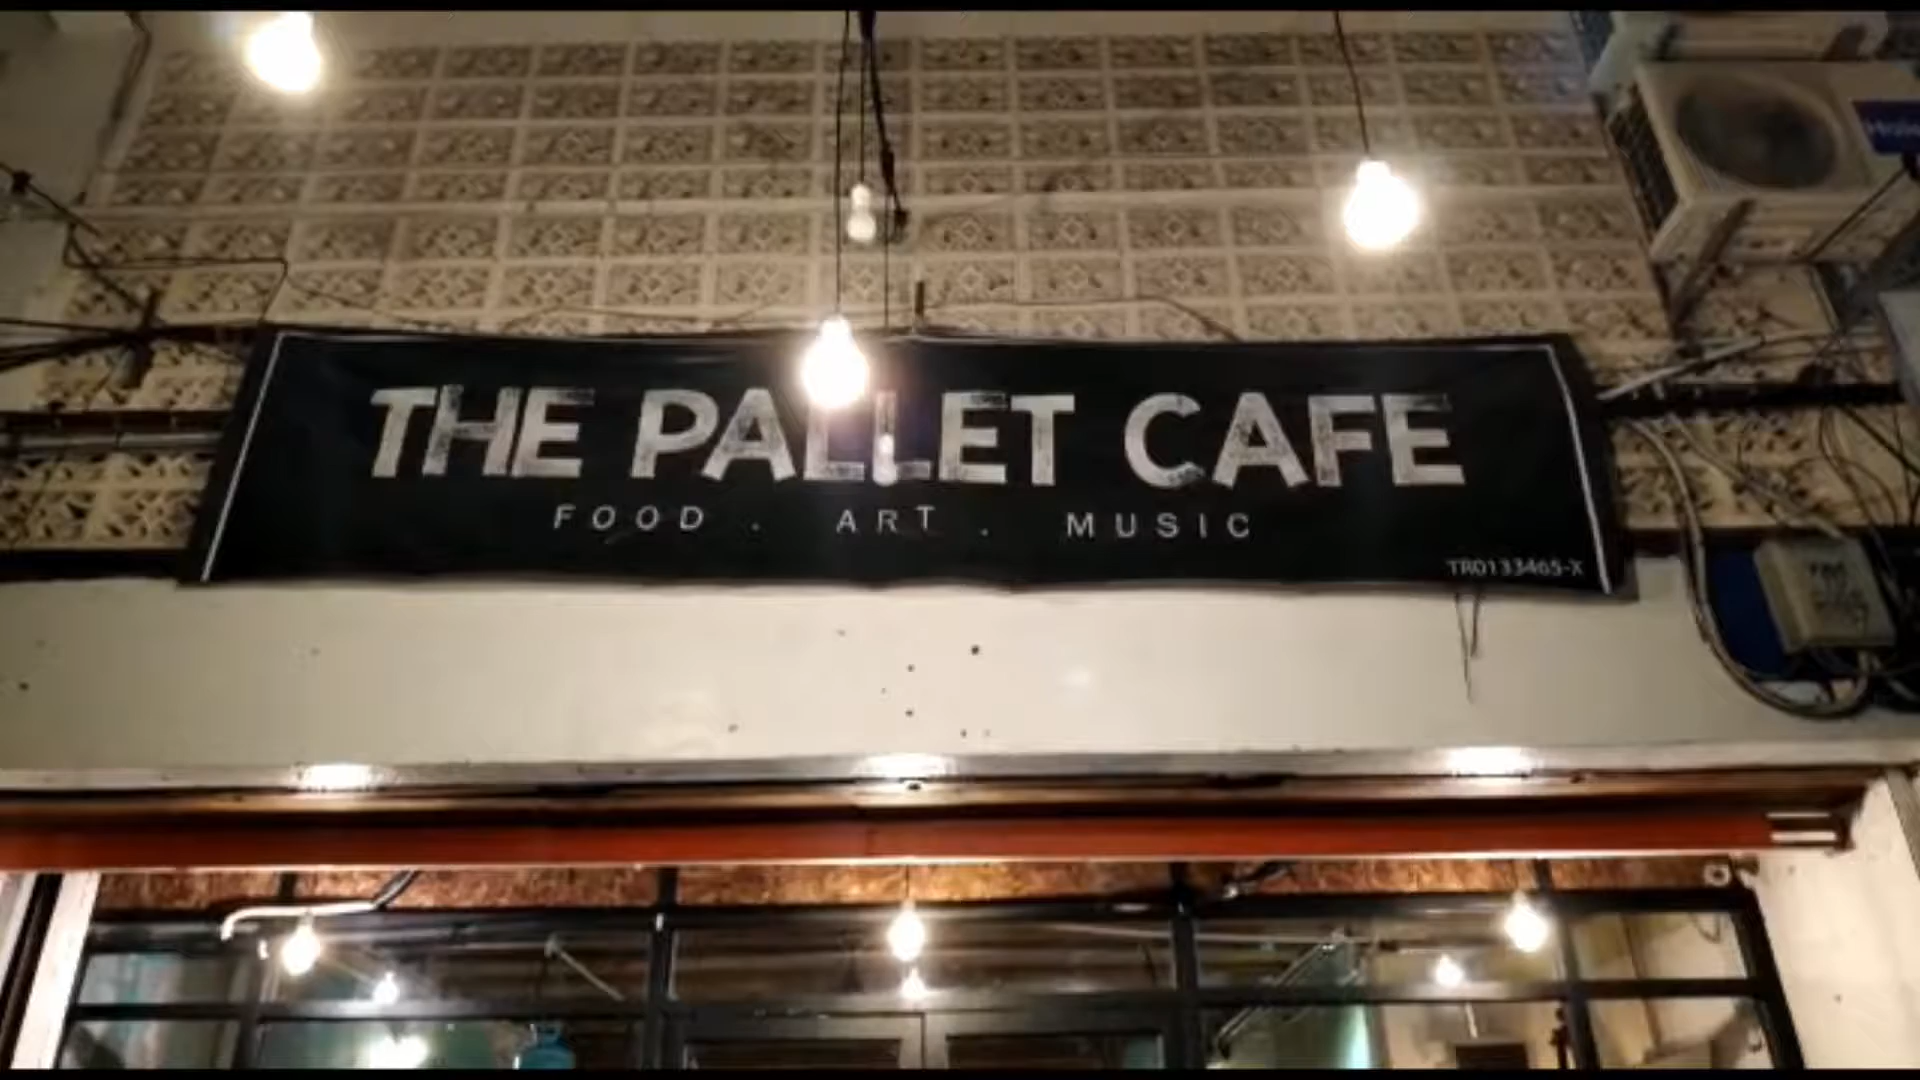 THE PALLET CAFE
FOOD . ART . MUSIC
TR0133465-X